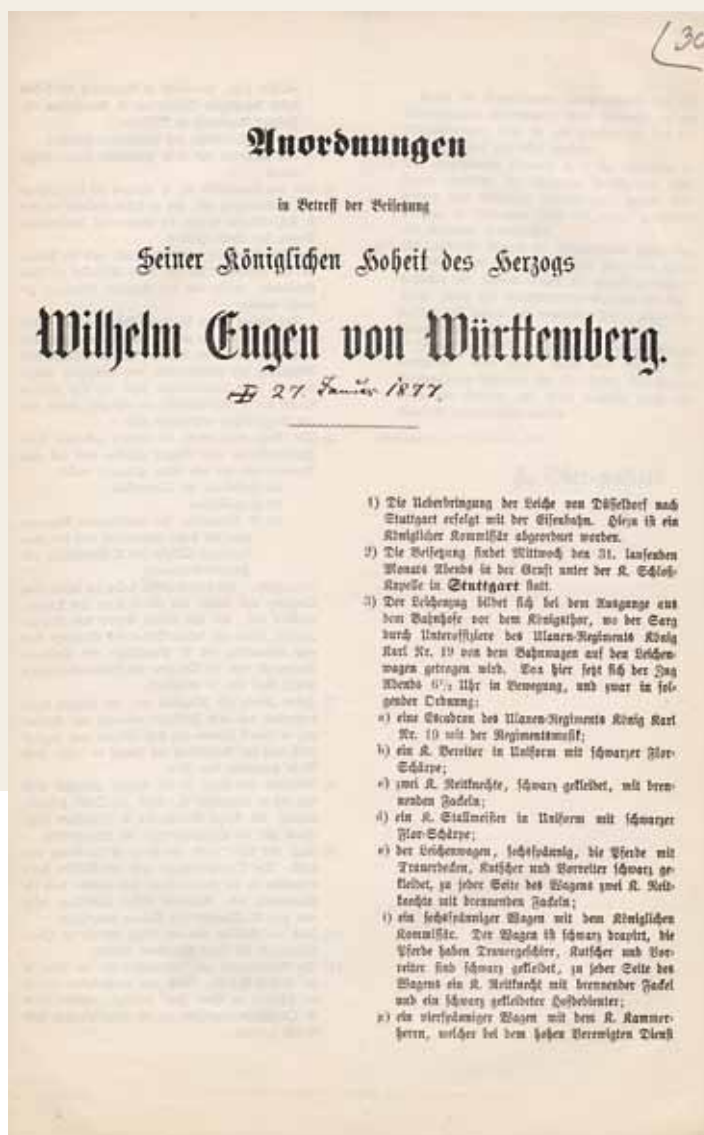 (30
Anordnungen
in Betreff der Beisetzung
Seiner Königlichen Hoheit des Herzogs
Wilhelm Eugen von Württemberg.
27 Januar 1877.
1) Die Ueberbringung der Leiche von Düsseldorf nach
Stuttgart erfolgt mit der Eisenbahn. Hiezu ist ein
Königlicher Kommissär abgeordnet worden.
2) Die Beisetzung findet Mittwoch den 31. laufenden
Monats Abends in der Gruft unter der K. Schloß-
Kapelle in Stuttgart statt.
3) Der Leichenzug bildet sich bei dem Ausgange aus
dem Bahnhofe vor dem Königsthor, wo der Sarg
durch Unteroffiziere des Ulanen-Regiments König
Karl Nr. 19 von dem Bahnwagen auf den Leichen-
wagen getragen wird. Von hier setzt sich der Zug
Abends 6½ Uhr in Bewegung, und zwar in fol-
gender Ordnung:
a) eine Escadron des Ulanen-Regiments König Karl
Nr. 19 mit der Regimentsmusik;
b) ein K. Bereiter in Uniform mit schwarzer Flor-
Schärpe;
c) zwei K. Reitknechte, schwarz gekleidet, mit bren-
nenden Fackeln;
d) ein K. Stallmeister in Uniform mit schwarzer
Flor-Schärpe;
e) der Leichenwagen, sechsspännig, die Pferde mit
Trauerdecken, Kutscher und Vorreiter schwarz ge-
kleidet, zu jeder Seite des Wagens zwei K. Reit-
knechte mit brennenden Fackeln;
f) ein sechsspänniger Wagen mit dem Königlichen
Kommissär. Der Wagen ist schwarz drapirt, die
Pferde haben Trauergeschirre, Kutscher und Vor-
reiter sind schwarz gekleidet, zu jeder Seite des
Wagens ein K. Reitknecht mit brennender Fackel
und ein schwarz gekleideter Hofbedienter;
g) ein vierspänniger Wagen mit dem K. Kammer-
herrn, welcher bei dem hohen Verewigten Dienst